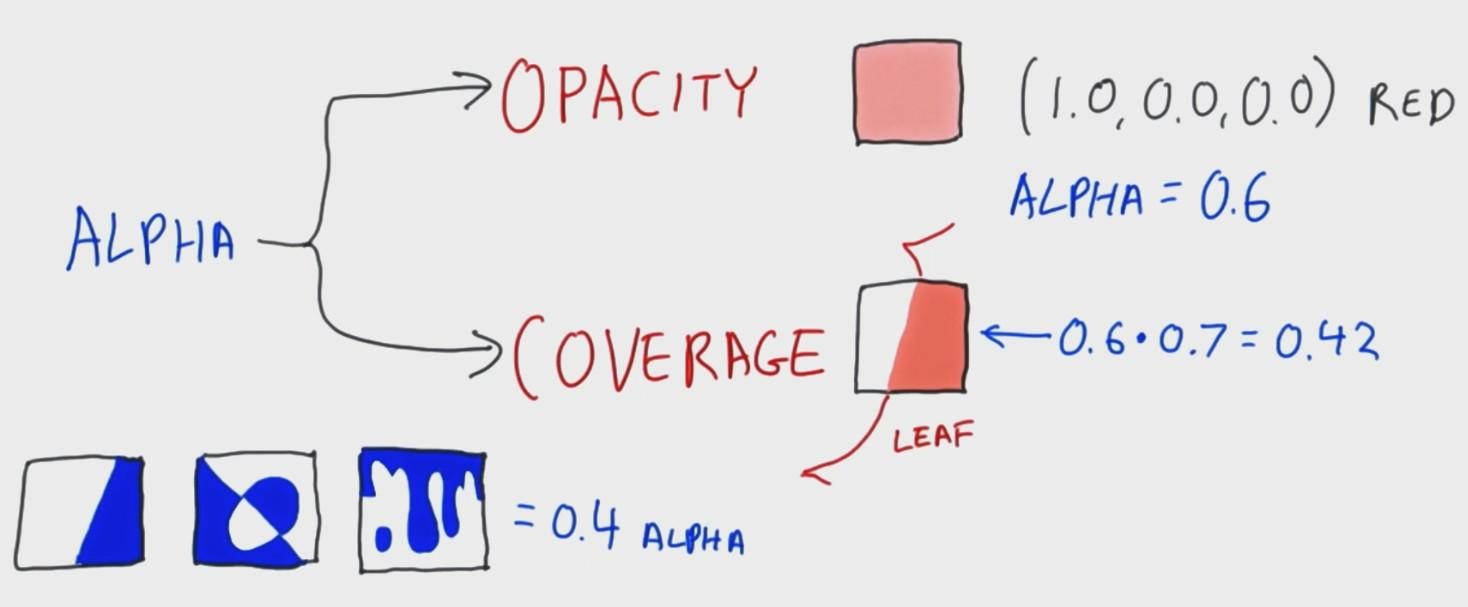 OPACITY
(1.0, 0.0, 0.0) RED
ALPHA = 0.6
ALPHA
COVERAGE
0.6 • 0.7 = 0.42
LEAF
= 0.4 ALPHA